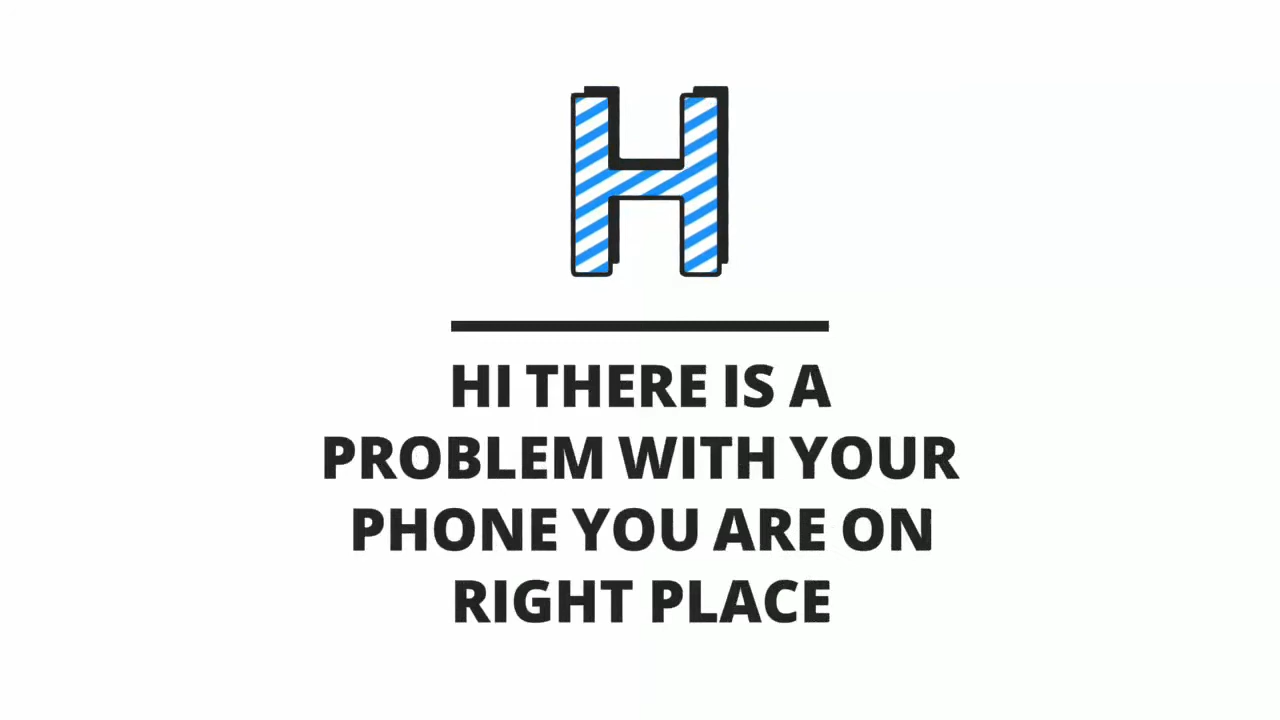 H
HI THERE IS A
PROBLEM WITH YOUR
PHONE YOU ARE ON
RIGHT PLACE